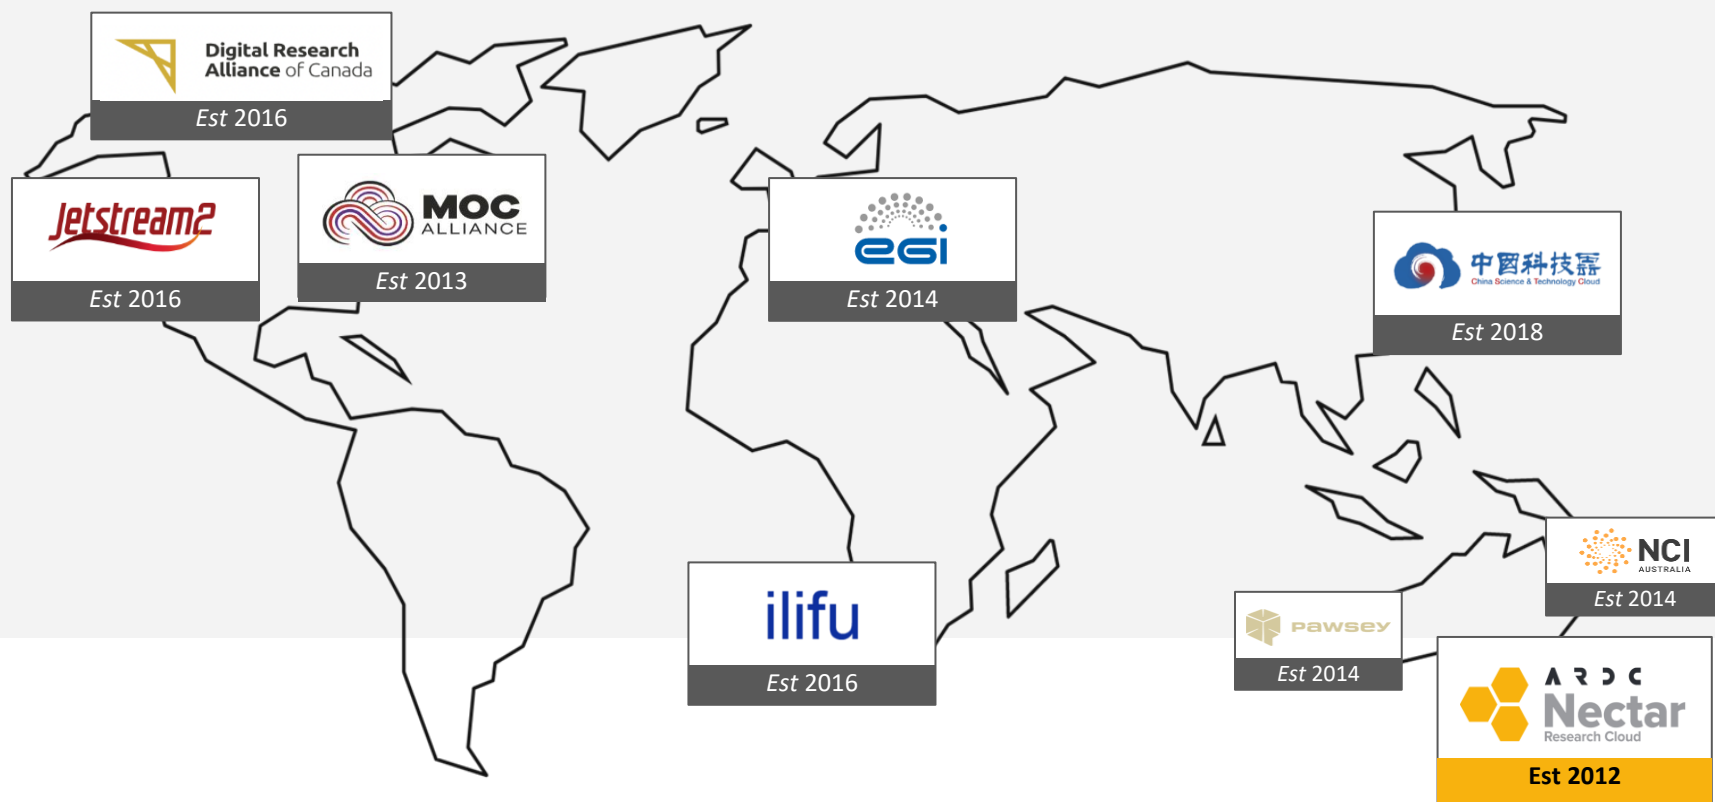 Digital Research
Alliance of Canada
Est 2016
Jetstream2
Est 2016
MOC
ALLIANCE
Est 2013
egi
Est 2014
中国科技云
China Science & Technology Cloud
Est 2018
ilifu
Est 2016
PAWSEY
Est 2014
NCI
AUSTRALIA
Est 2014
ARDC
Nectar
Research Cloud
Est 2012